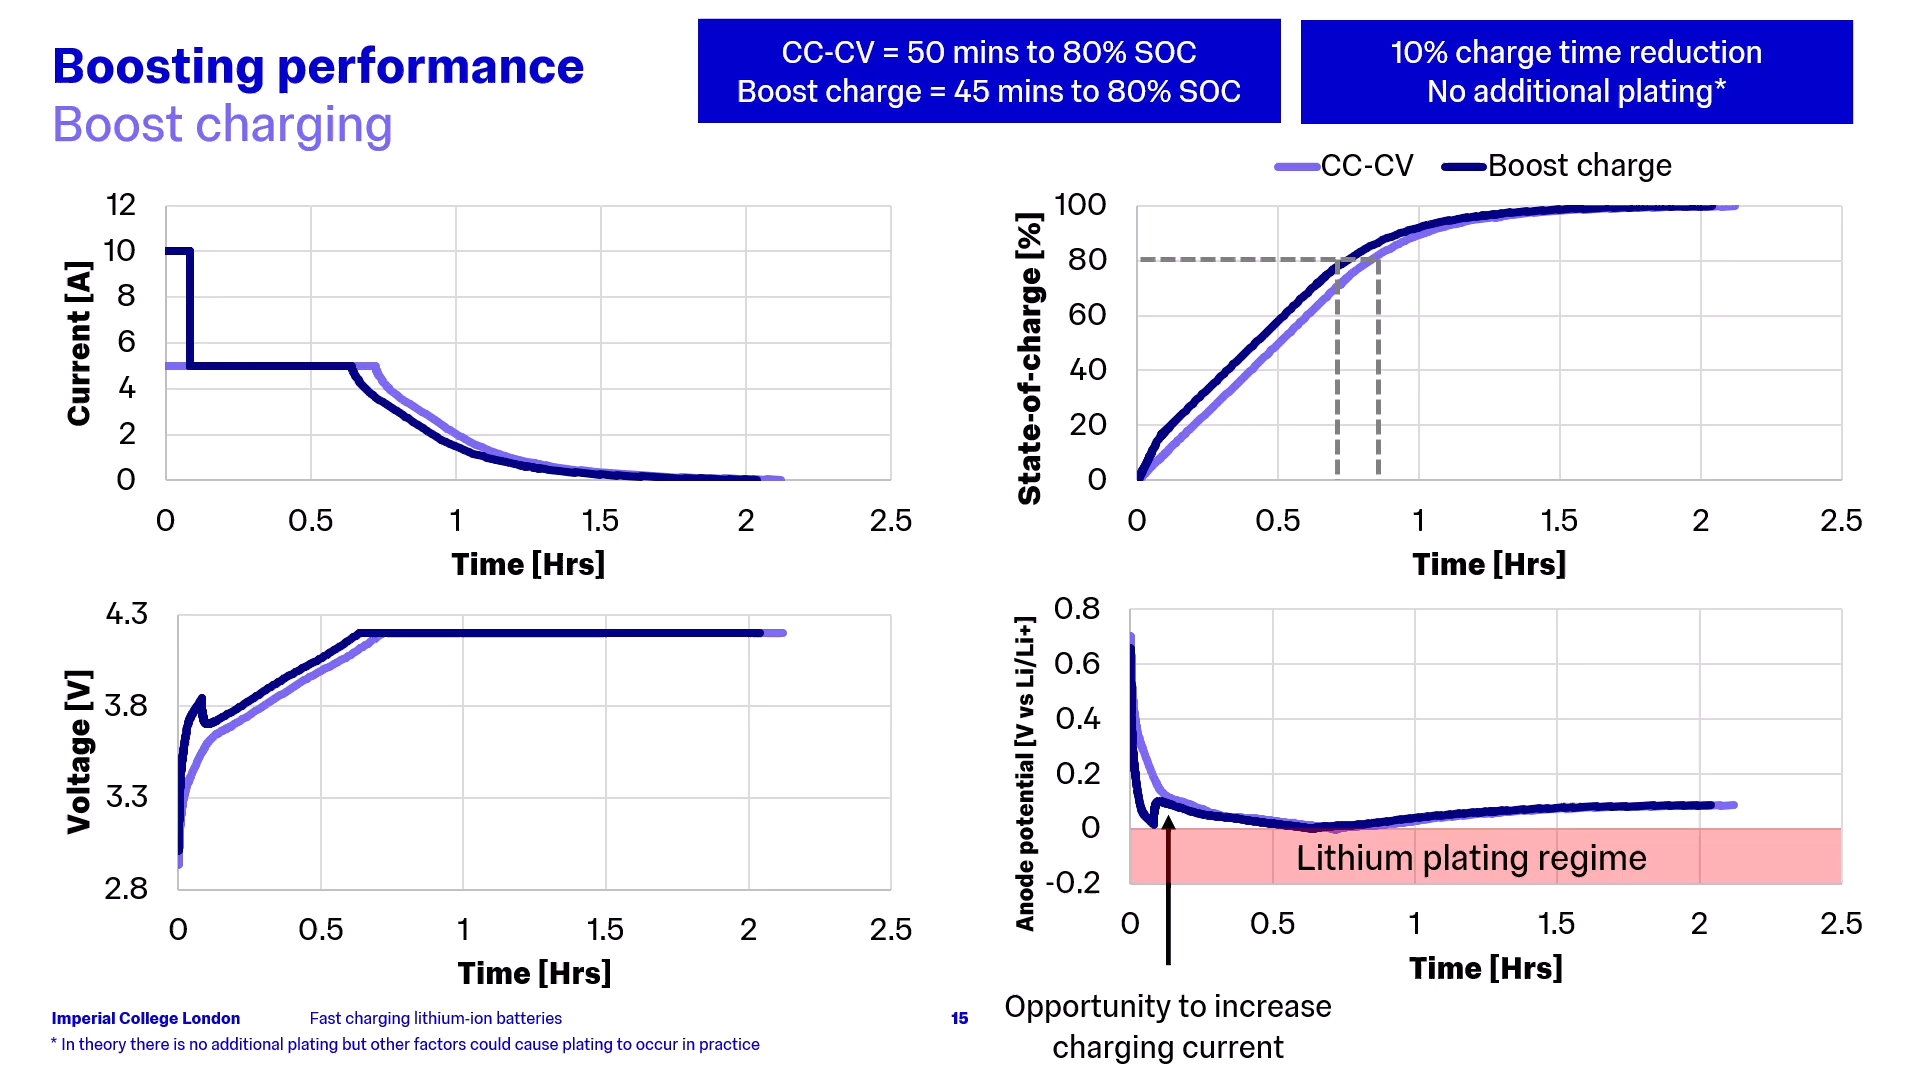 Boosting performance
Boost charging
CC-CV = 50 mins to 80% SOC
Boost charge = 45 mins to 80% SOC
10% charge time reduction
No additional plating*
CC-CV
Boost charge
12
10
8
6
4
2
0
Current [A]
0
0.5
1
1.5
2
2.5
Time [Hrs]
100
80
60
40
20
0
State-of-charge [%]
0
0.5
1
1.5
2
2.5
Time [Hrs]
4.3
3.8
3.3
2.8
Voltage [V]
0
0.5
1
1.5
2
2.5
Time [Hrs]
0.8
0.6
0.4
0.2
0
-0.2
Anode potential [V vs Li/Li+]
Lithium plating regime
0
0.5
1
1.5
2
2.5
Time [Hrs]
Opportunity to increase
charging current
Imperial College London
Fast charging lithium-ion batteries
15
* In theory there is no additional plating but other factors could cause plating to occur in practice